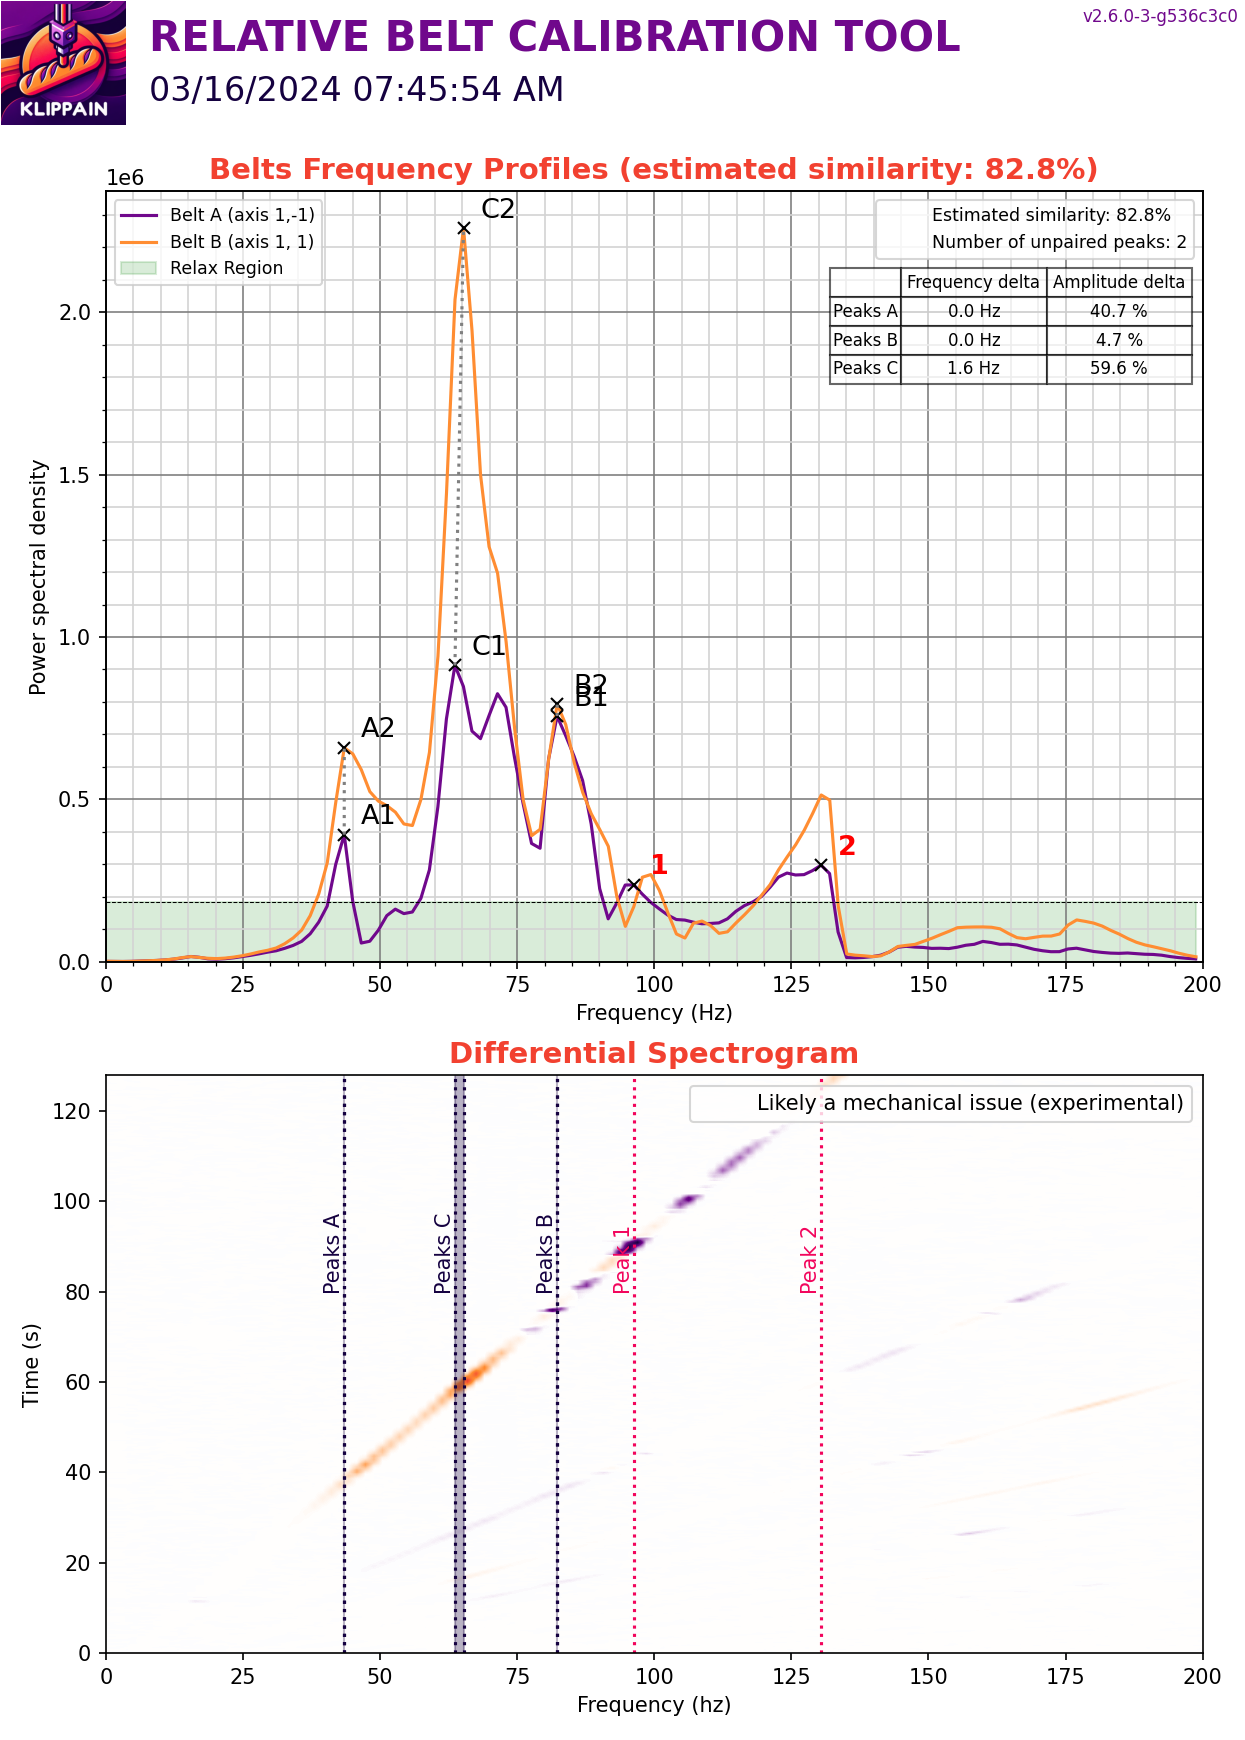 KLIPPAIN
RELATIVE BELT CALIBRATION TOOL
03/16/2024 07:45:54 AM
v2.6.0-3-g536c3c0
Belts Frequency Profiles (estimated similarity: 82.8%)
1e6
Belt A (axis 1,-1)
Belt B (axis 1, 1)
Relax Region
Estimated similarity: 82.8%
Number of unpaired peaks: 2
Frequency delta Amplitude delta
Peaks A 0.0 Hz 40.7 %
Peaks B 0.0 Hz 4.7 %
Peaks C 1.6 Hz 59.6 %
C2
C1
B2
B1
A2
A1
1
2
Power spectral density
2.0
1.5
1.0
0.5
0.0
0 25 50 75 100 125 150 175 200
Frequency (Hz)
Differential Spectrogram
Likely a mechanical issue (experimental)
Peaks A
Peaks C
Peaks B
Peak 1
Peak 2
Time (s)
120
100
80
60
40
20
0
0 25 50 75 100 125 150 175 200
Frequency (hz)